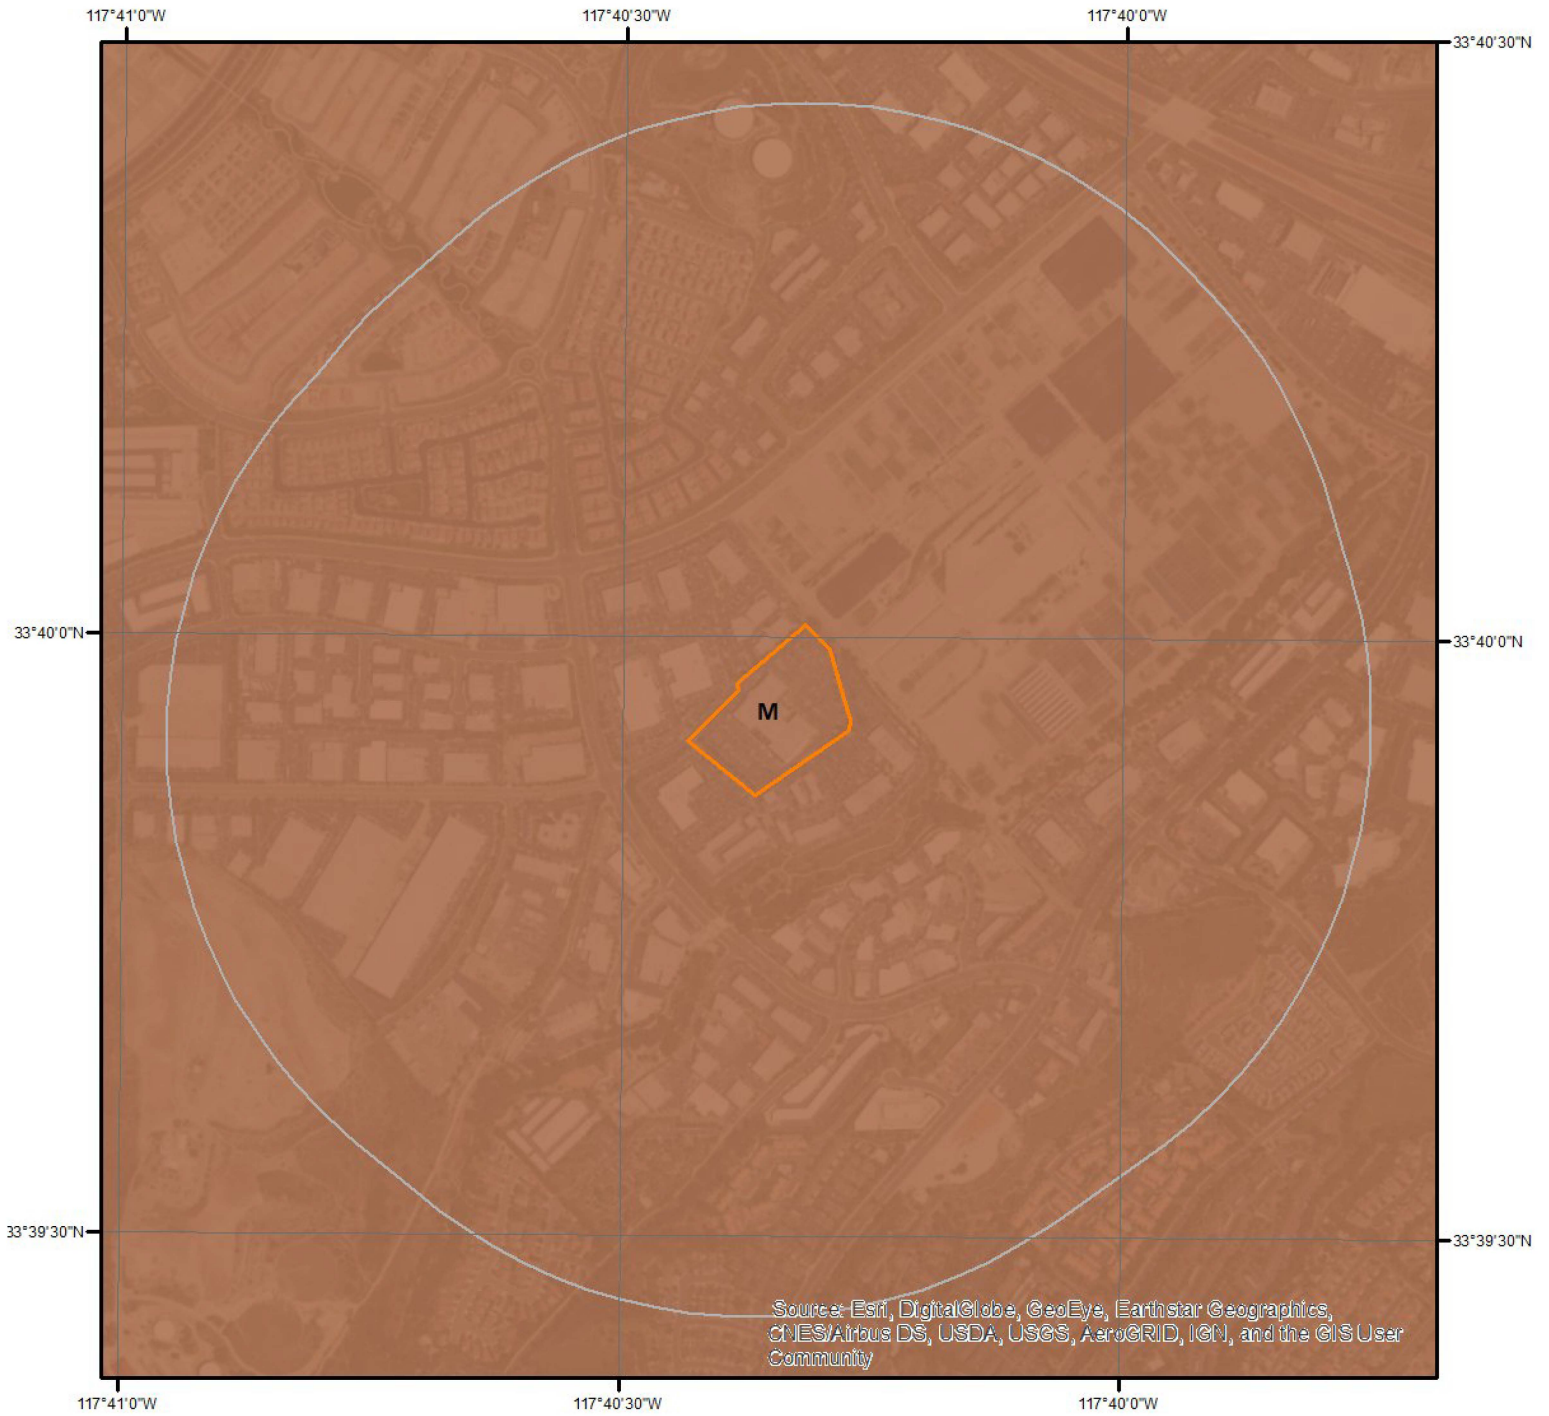 117°41'0"W 117°40'30"W 117°40'0"W
33°40'30"N
33°40'0"N 33°40'0"N
M
33°39'30"N 33°39'30"N
Source: Esri, DigitalGlobe, GeoEye, Earthstar Geographics,
CNES/Airbus DS, USDA, USGS, AeroGRID, IGN, and the GIS User
Community
117°41'0"W 117°40'30"W 117°40'0"W